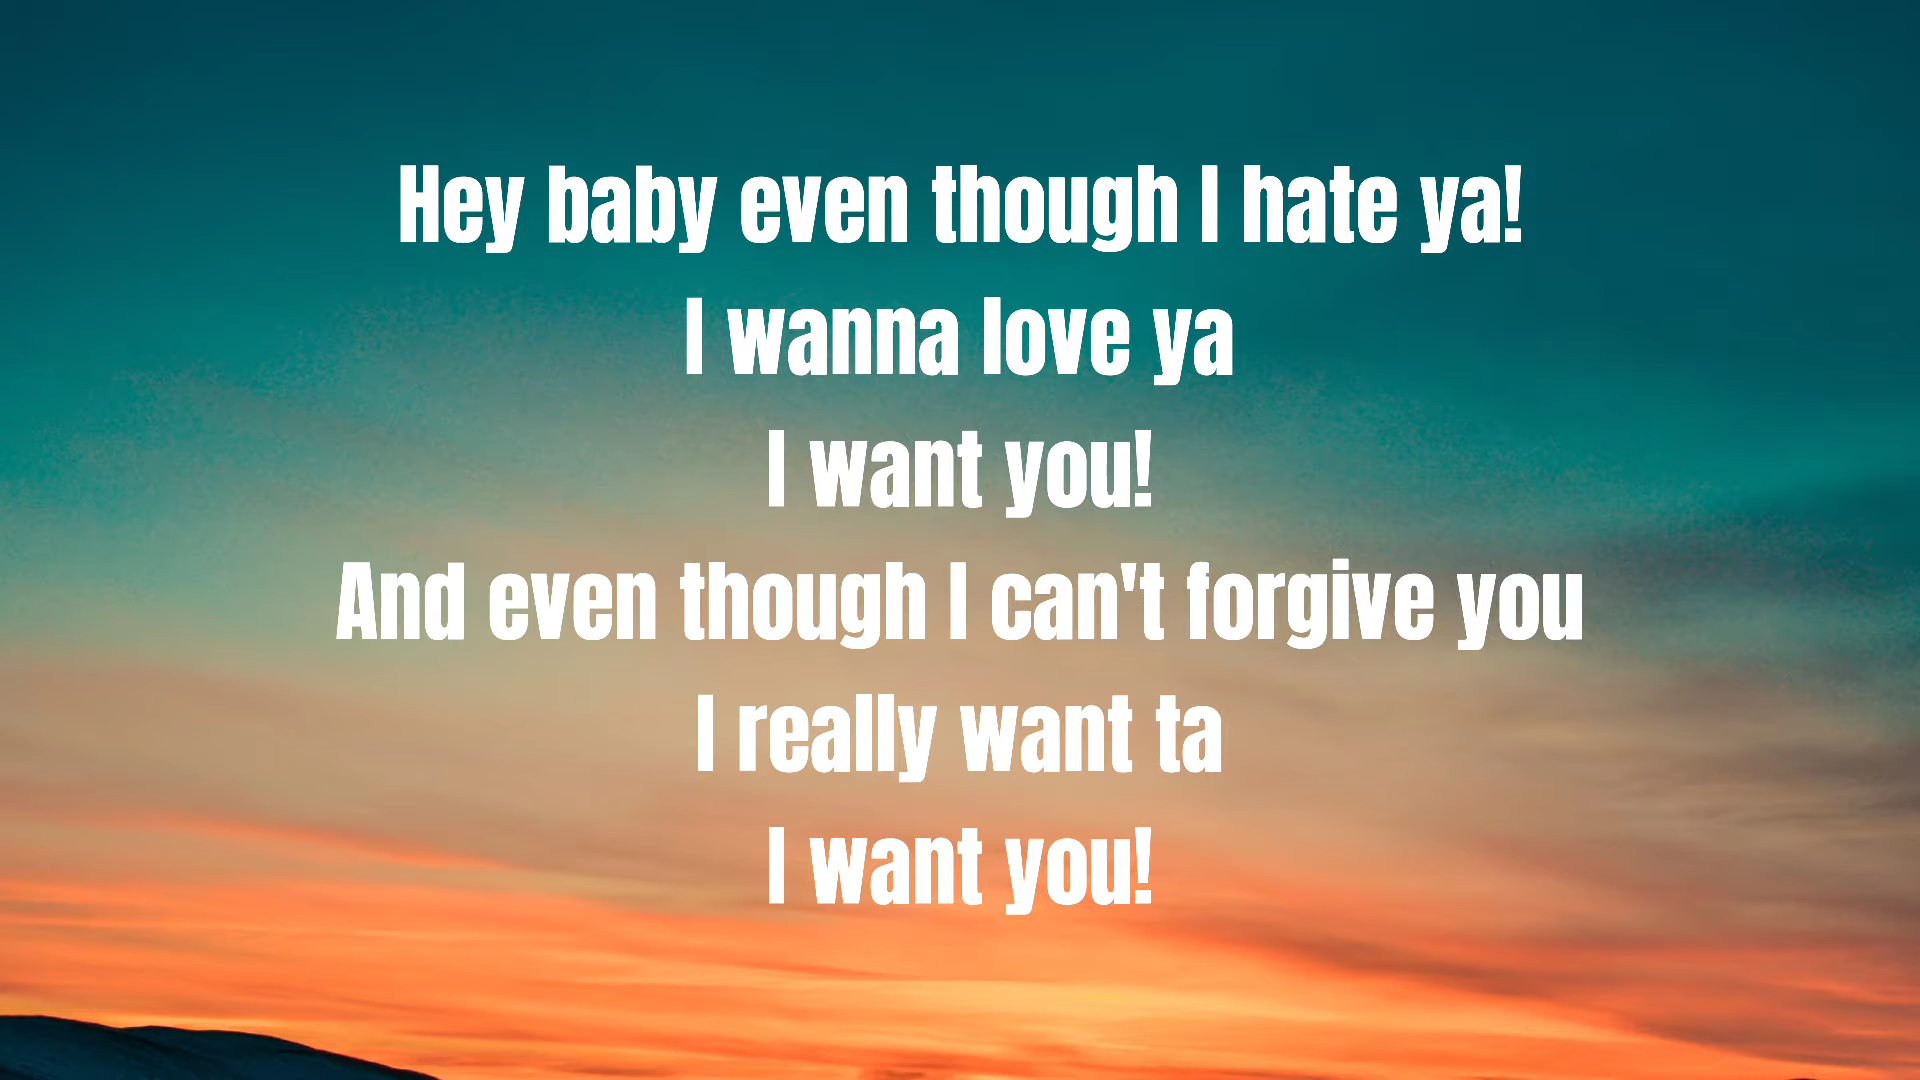 Hey baby even though I hate ya!
I wanna love ya
I want you!
And even though I can't forgive you
I really want ta
I want you!